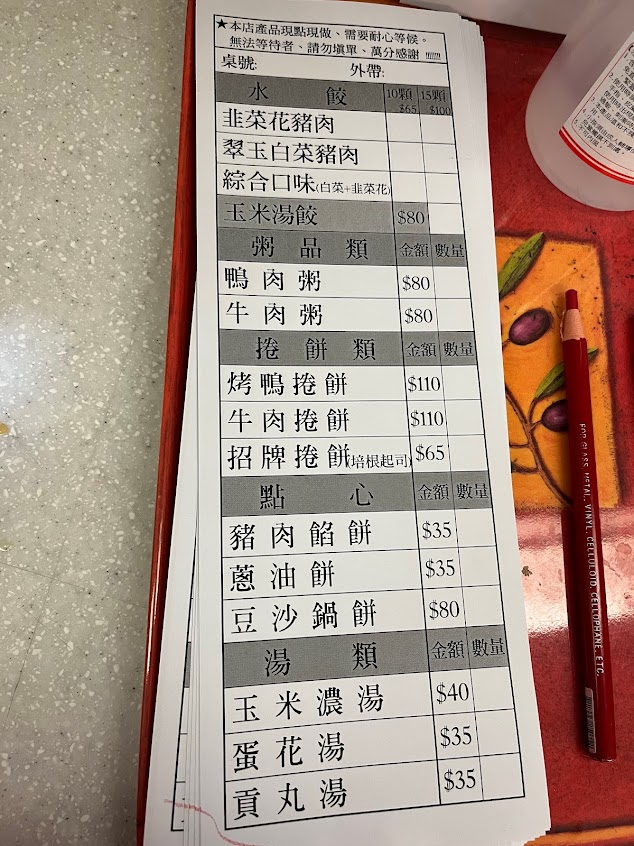 ★本店產品現點現做、需要耐心等候。
無法等待者、請勿填單、萬分感謝 !!!!!!!
桌號: 外帶:
水餃 10顆$65 15顆$100
韭菜花豬肉
翠玉白菜豬肉
綜合口味(白菜+韭菜花)
玉米湯餃 $80
粥品類 金額 數量
鴨肉粥 $80
牛肉粥 $80
捲餅類 金額 數量
烤鴨捲餅 $110
牛肉捲餅 $110
招牌捲餅(培根起司) $65
點心 金額 數量
豬肉餡餅 $35
蔥油餅 $35
豆沙鍋餅 $80
湯類 金額 數量
玉米濃湯 $40
蛋花湯 $35
貢丸湯 $35
FOR GLASS, METAL, VINYL, CELLULOID, CELLOPHANE, ETC.